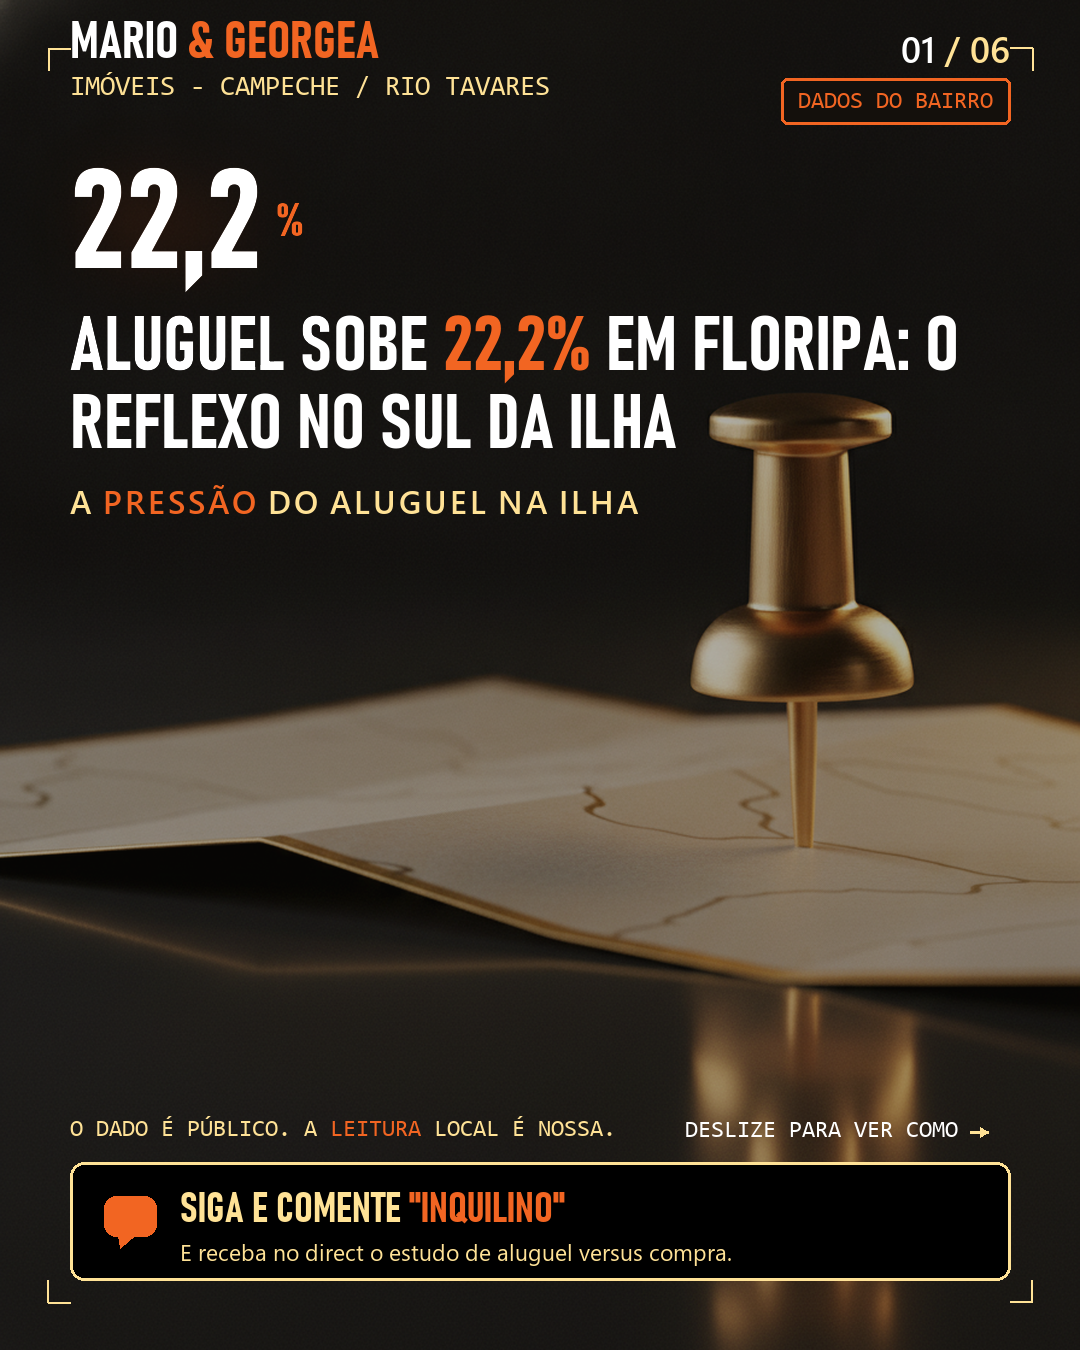 MARIO & GEORGEA
IMÓVEIS - CAMPECHE / RIO TAVARES
01 / 06
DADOS DO BAIRRO
22,2 %
ALUGUEL SOBE 22,2% EM FLORIPA: O
REFLEXO NO SUL DA ILHA
A PRESSÃO DO ALUGUEL NA ILHA
O DADO É PÚBLICO. A LEITURA LOCAL É NOSSA.
DESLIZE PARA VER COMO →
SIGA E COMENTE "INQUILINO"
E receba no direct o estudo de aluguel versus compra.